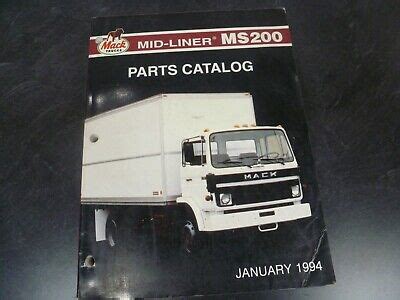 Mack
TRUCKS
MID-LINER® MS200
PARTS CATALOG
MACK
JANUARY 1994